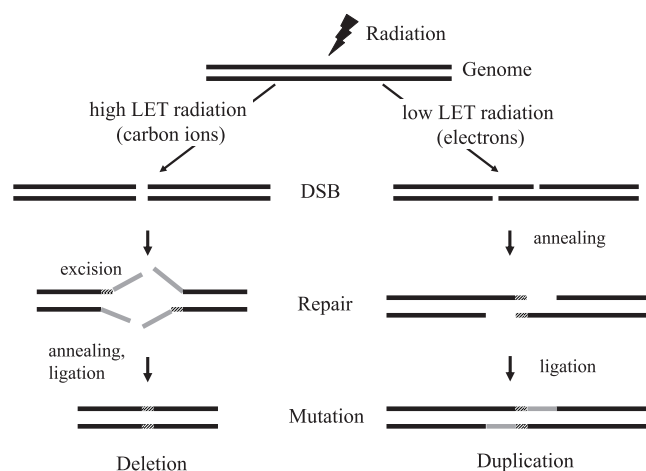 Radiation
Genome
high LET radiation
(carbon ions)
low LET radiation
(electrons)
DSB
annealing
excision
Repair
annealing,
ligation
ligation
Mutation
Deletion
Duplication